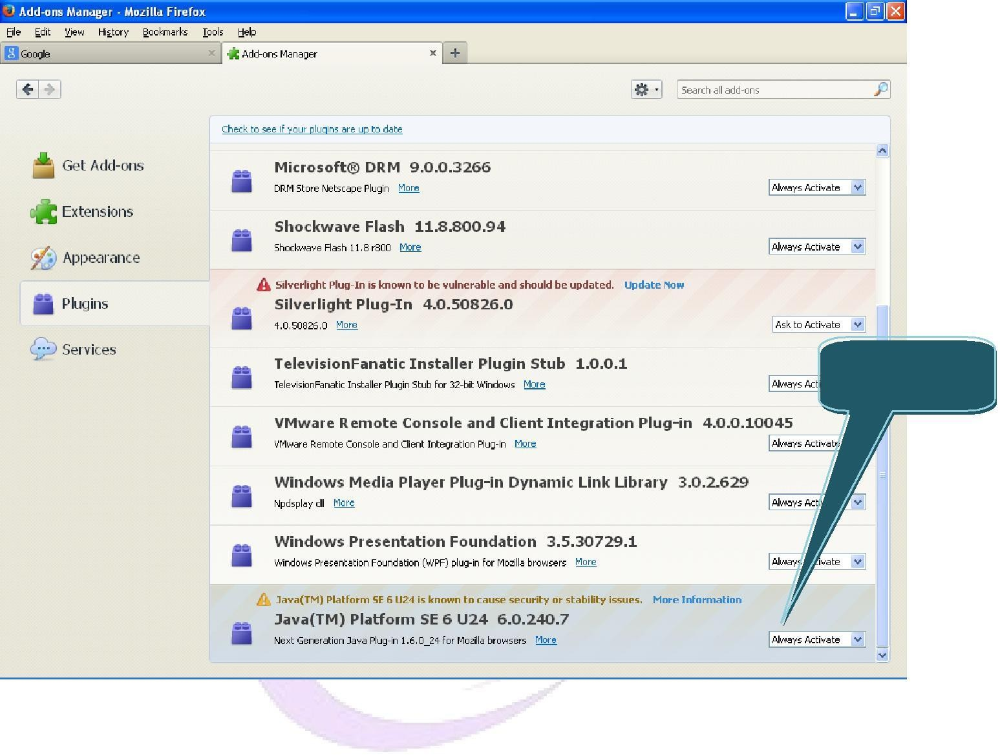 Add-ons Manager - Mozilla Firefox
File Edit View History Bookmarks Tools Help
Google
Add-ons Manager
Search all add-ons
Check to see if your plugins are up to date
Get Add-ons
Extensions
Appearance
Plugins
Services
Microsoft® DRM 9.0.0.3266
DRM Store Netscape Plugin More
Always Activate
Shockwave Flash 11.8.800.94
Shockwave Flash 11.8 r800 More
Always Activate
Silverlight Plug-In is known to be vulnerable and should be updated. Update Now
Silverlight Plug-In 4.0.50826.0
4.0.50826.0 More
Ask to Activate
TelevisionFanatic Installer Plugin Stub 1.0.0.1
TelevisionFanatic Installer Plugin Stub for 32-bit Windows More
Always
VMware Remote Console and Client Integration Plug-in 4.0.0.10045
VMware Remote Console and Client Integration Plug-in More
Always Activate
Windows Media Player Plug-in Dynamic Link Library 3.0.2.629
Npdsplay dll More
Always
Windows Presentation Foundation 3.5.30729.1
Windows Presentation Foundation (WPF) plug-in for Mozilla browsers More
Always Activate
Java(TM) Platform SE 6 U24 is known to cause security or stability issues. More Information
Java(TM) Platform SE 6 U24 6.0.240.7
Next Generation Java Plug-in 1.6.0_24 for Mozilla browsers More
Always Activate